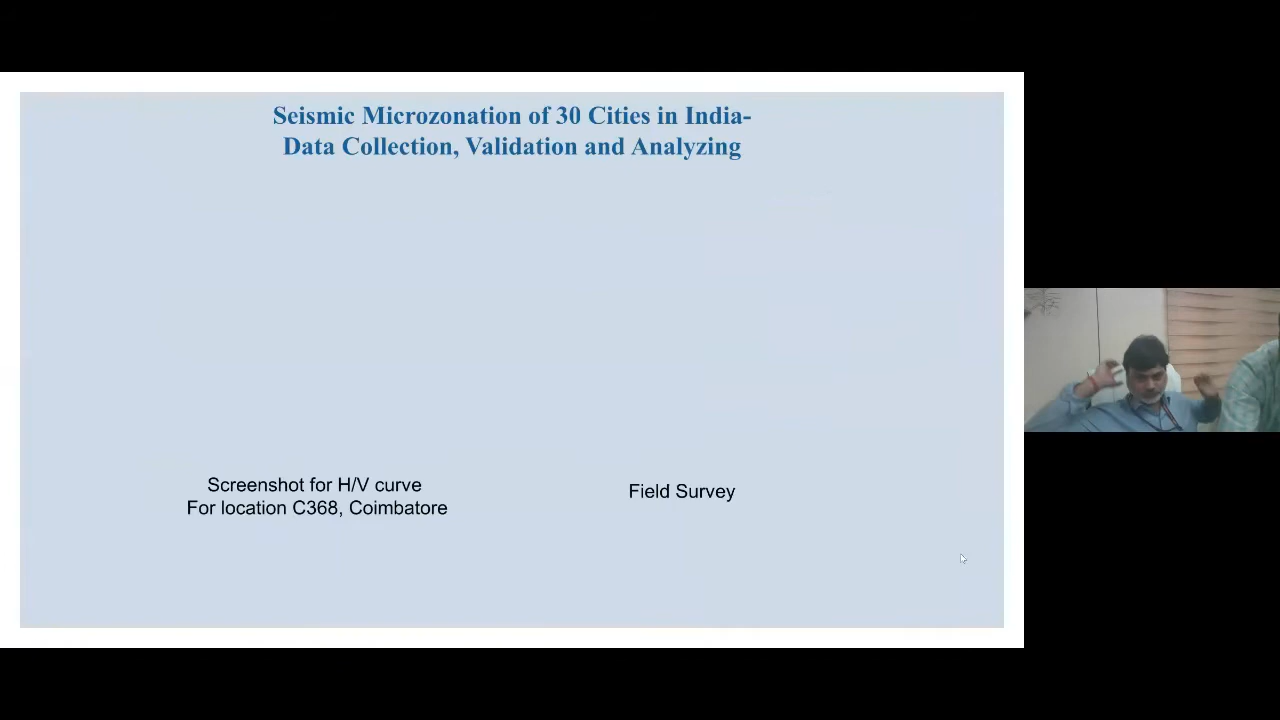 Seismic Microzonation of 30 Cities in India-
Data Collection, Validation and Analyzing
Screenshot for H/V curve
For location C368, Coimbatore
Field Survey